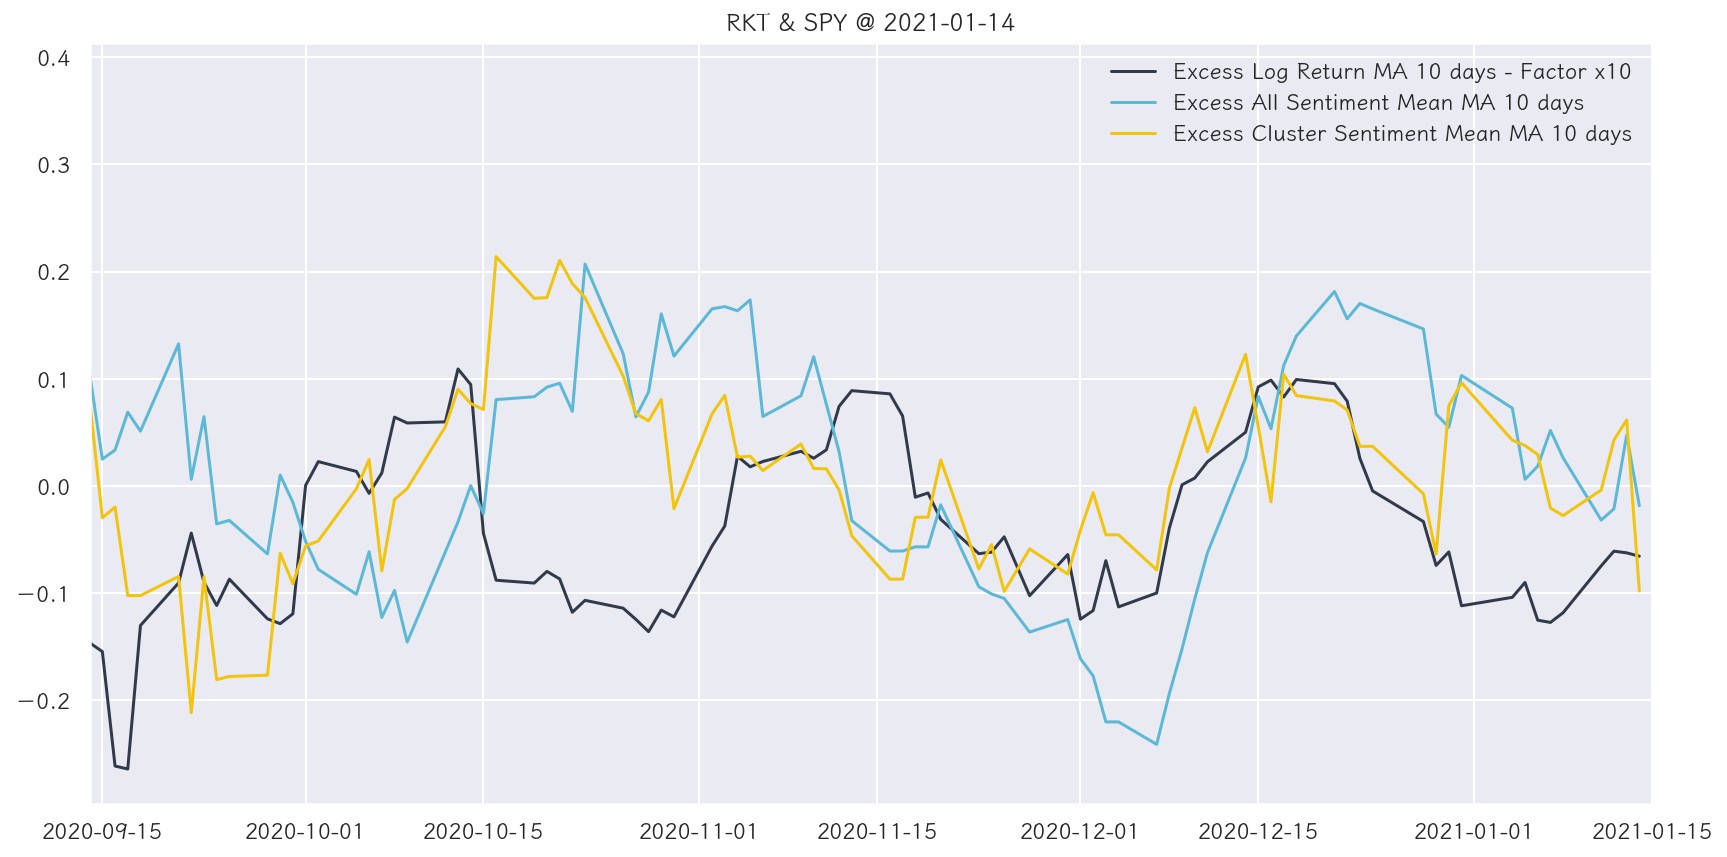 RKT & SPY @ 2021-01-14
0.4
0.3
0.2
0.1
0.0
−0.1
−0.2
Excess Log Return MA 10 days - Factor x10
Excess All Sentiment Mean MA 10 days
Excess Cluster Sentiment Mean MA 10 days
2020-09-15 2020-10-01 2020-10-15 2020-11-01 2020-11-15 2020-12-01 2020-12-15 2021-01-01 2021-01-15